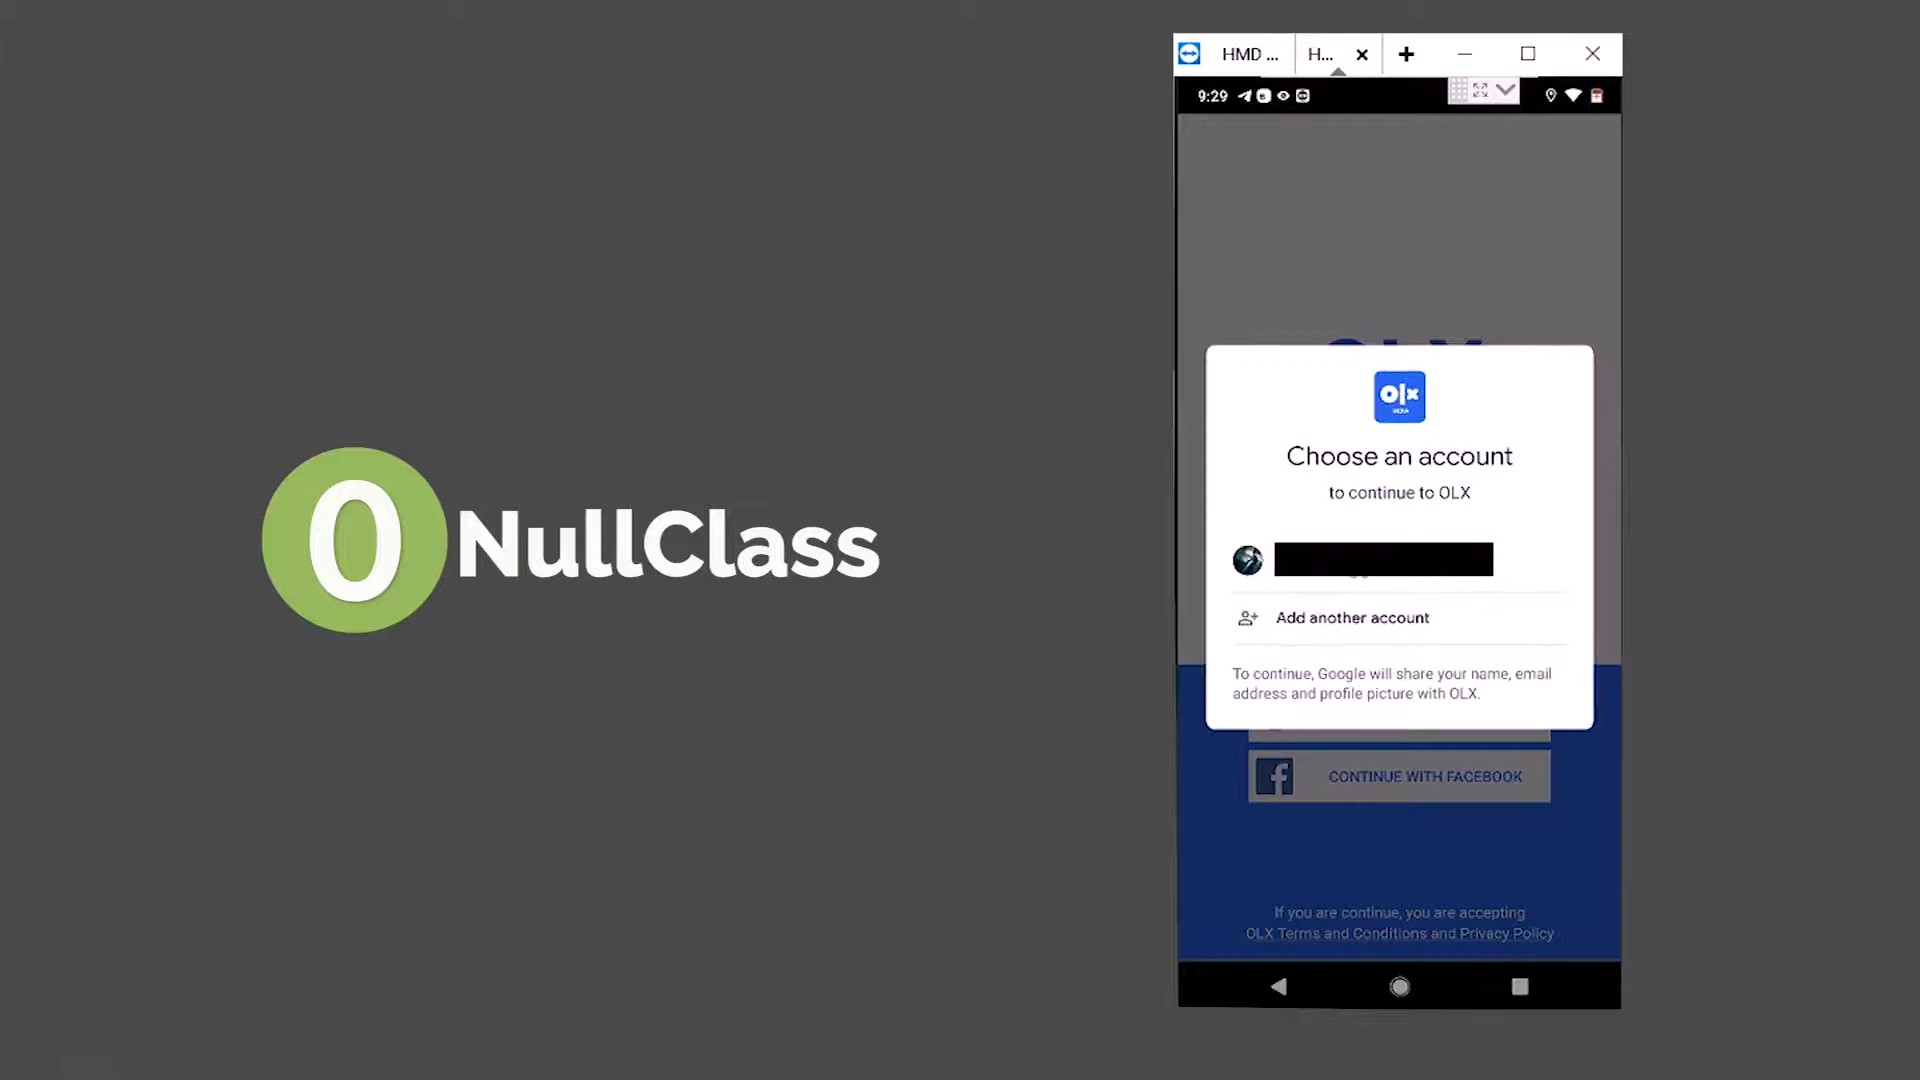 0 NullClass
HMD ...
H...
9:29
olx
INDIA
Choose an account
to continue to OLX
Add another account
To continue, Google will share your name, email
address and profile picture with OLX.
CONTINUE WITH FACEBOOK
If you are continue, you are accepting
OLX Terms and Conditions and Privacy Policy